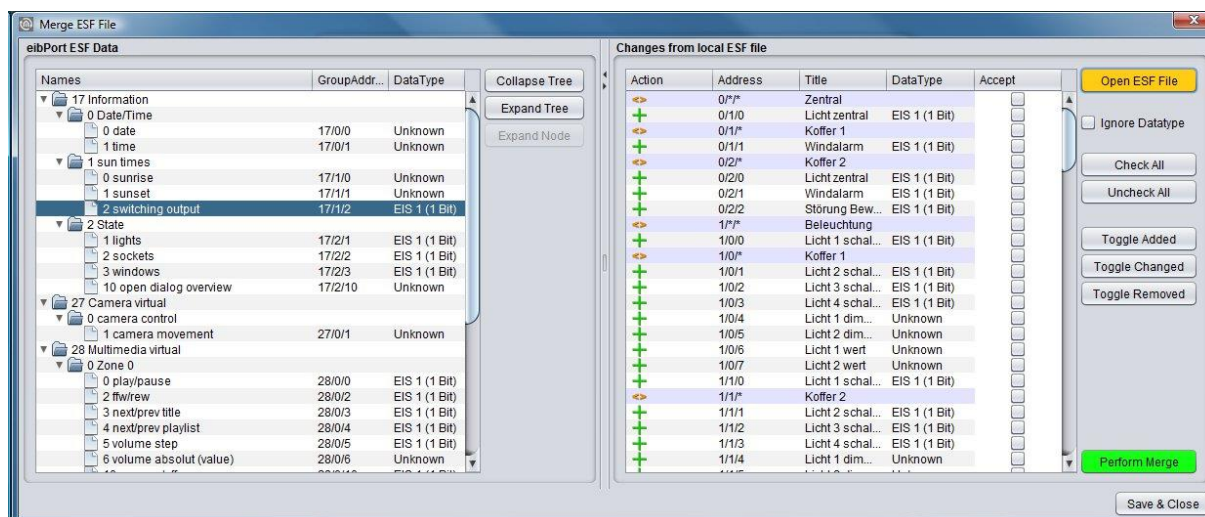 Merge ESF File
eibPort ESF Data
Names GroupAddr... DataType
17 Information
0 Date/Time
0 date 17/0/0 Unknown
1 time 17/0/1 Unknown
1 sun times
0 sunrise 17/1/0 Unknown
1 sunset 17/1/1 Unknown
2 switching output 17/1/2 EIS 1 (1 Bit)
2 State
1 lights 17/2/1 EIS 1 (1 Bit)
2 sockets 17/2/2 EIS 1 (1 Bit)
3 windows 17/2/3 EIS 1 (1 Bit)
10 open dialog overview 17/2/10 Unknown
27 Camera virtual
0 camera control
1 camera movement 27/0/1 Unknown
28 Multimedia virtual
0 Zone 0
0 play/pause 28/0/0 EIS 1 (1 Bit)
2 ffw/rew 28/0/2 EIS 1 (1 Bit)
3 next/prev title 28/0/3 EIS 1 (1 Bit)
4 next/prev playlist 28/0/4 EIS 1 (1 Bit)
5 volume step 28/0/5 EIS 1 (1 Bit)
6 volume absolut (value) 28/0/6 Unknown
Collapse Tree
Expand Tree
Expand Node
Changes from local ESF file
Action Address Title DataType Accept
0/*/* Zentral
0/1/0 Licht zentral EIS 1 (1 Bit)
0/1/* Koffer 1
0/1/1 Windalarm EIS 1 (1 Bit)
0/2/* Koffer 2
0/2/0 Licht zentral EIS 1 (1 Bit)
0/2/1 Windalarm EIS 1 (1 Bit)
0/2/2 Störung Bew... EIS 1 (1 Bit)
1/*/* Beleuchtung
1/0/0 Licht 1 schal... EIS 1 (1 Bit)
1/0/* Koffer 1
1/0/1 Licht 2 schal... EIS 1 (1 Bit)
1/0/2 Licht 3 schal... EIS 1 (1 Bit)
1/0/3 Licht 4 schal... EIS 1 (1 Bit)
1/0/4 Licht 1 dim... Unknown
1/0/5 Licht 2 dim... Unknown
1/0/6 Licht 1 wert Unknown
1/0/7 Licht 2 wert Unknown
1/1/0 Licht 1 schal... EIS 1 (1 Bit)
1/1/* Koffer 2
1/1/1 Licht 2 schal... EIS 1 (1 Bit)
1/1/2 Licht 3 schal... EIS 1 (1 Bit)
1/1/3 Licht 4 schal... EIS 1 (1 Bit)
1/1/4 Licht 1 dim... Unknown
Open ESF File
Ignore Datatype
Check All
Uncheck All
Toggle Added
Toggle Changed
Toggle Removed
Perform Merge
Save & Close